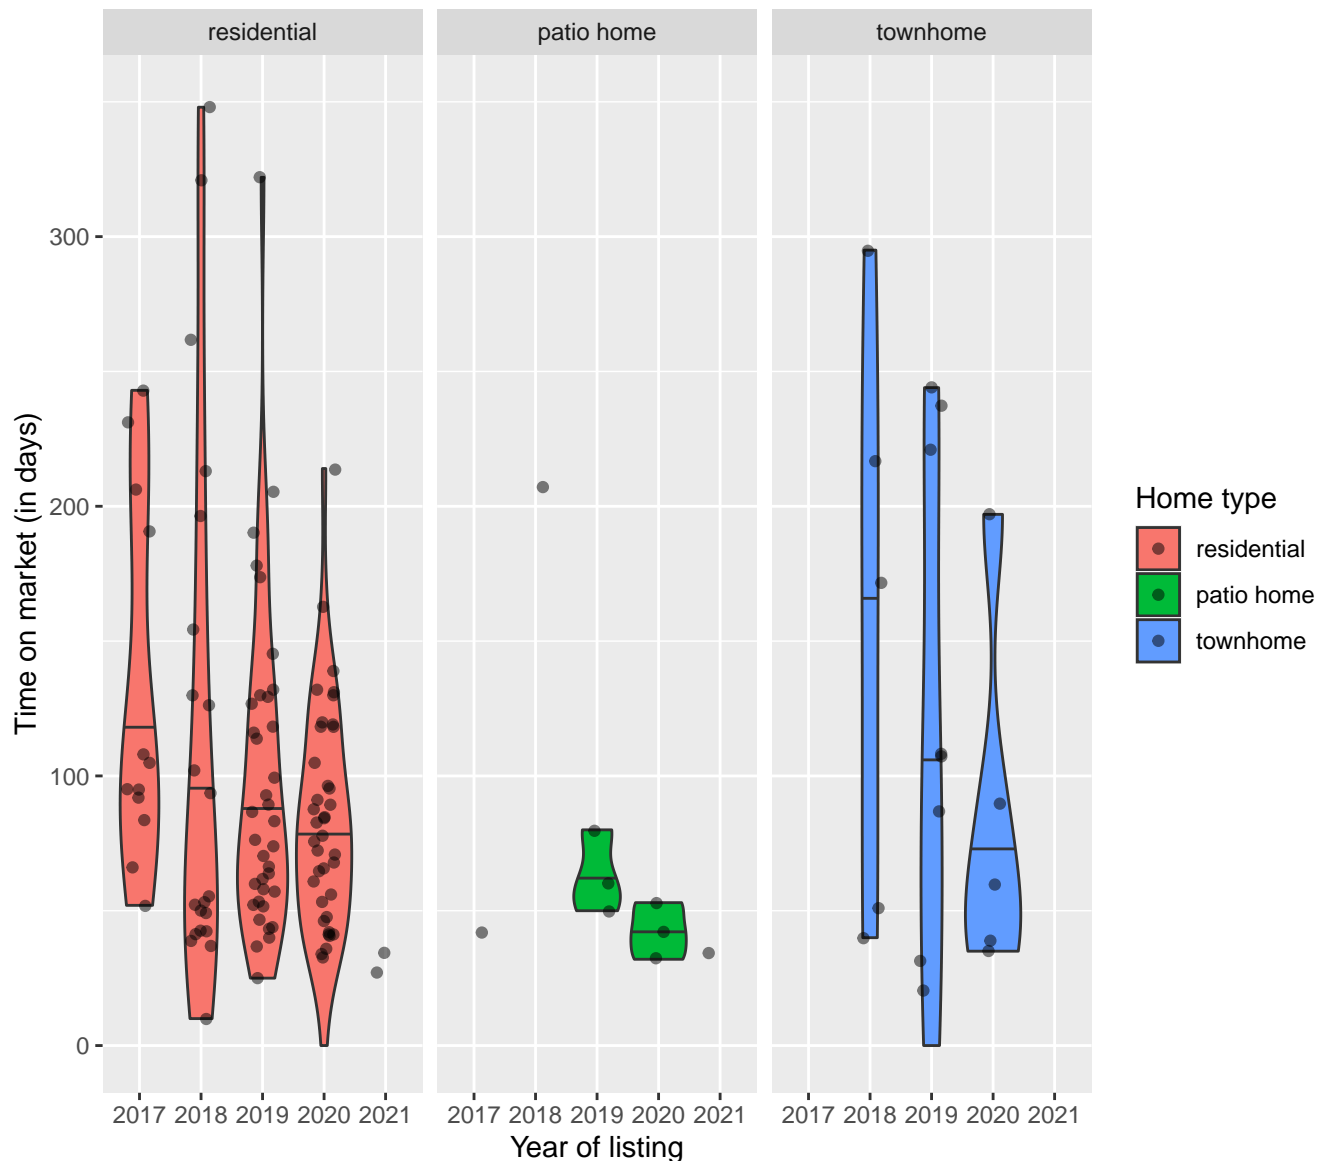 residential
patio home
townhome
Time on market (in days)
300
200
100
0
2017 2018 2019 2020 2021
2017 2018 2019 2020 2021
2017 2018 2019 2020 2021
Year of listing
Home type
residential
patio home
townhome